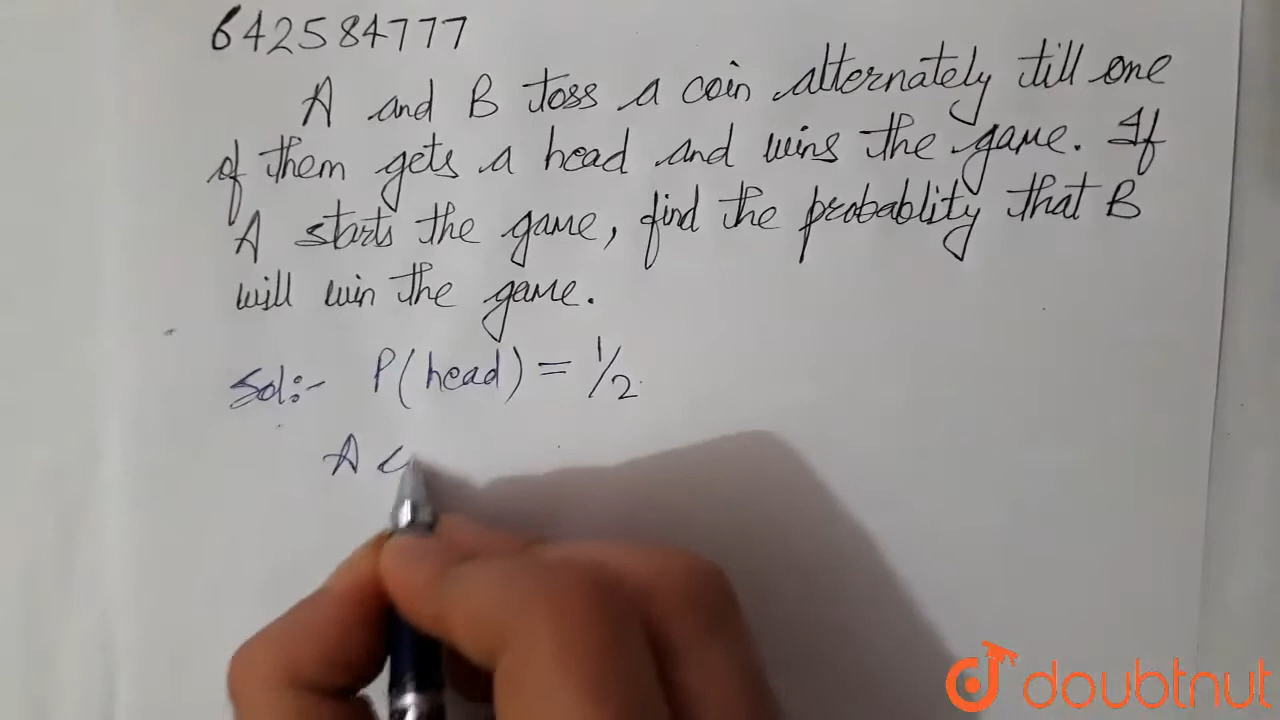 642584777
A and B toss a coin alternately till one
of them gets a head and wins the game. If
A starts the game, find the probablity that B
will win the game.
Sol:- P(head) = 1/2.
A
doubtnut